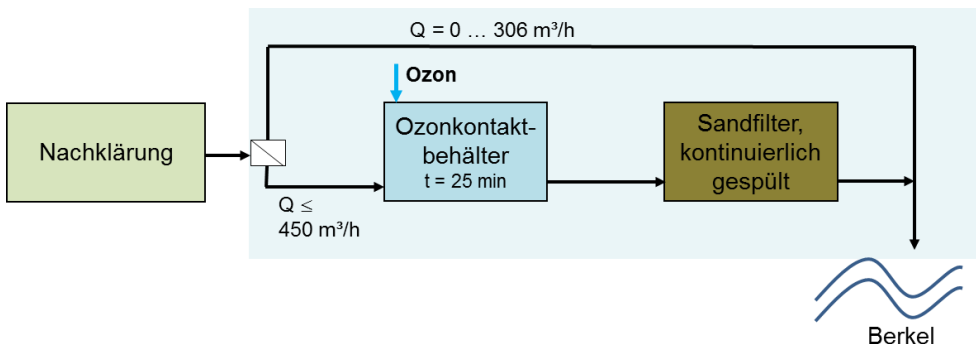 Q = 0 … 306 m³/h
Ozon
Nachklärung
Ozonkontakt-
behälter
t = 25 min
Sandfilter,
kontinuierlich
gespült
Q ≤
450 m³/h
Berkel